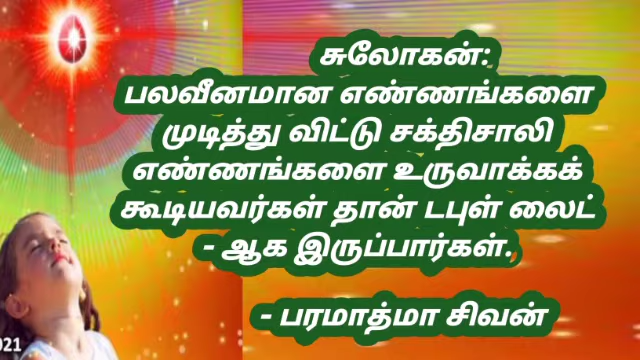 சுலோகன்:
பலவீனமான எண்ணங்களை
முடித்து விட்டு சக்திசாலி
எண்ணங்களை உருவாக்கக்
கூடியவர்கள் தான் டபுள் லைட்
- ஆக இருப்பார்கள்.
- பரமாத்மா சிவன்